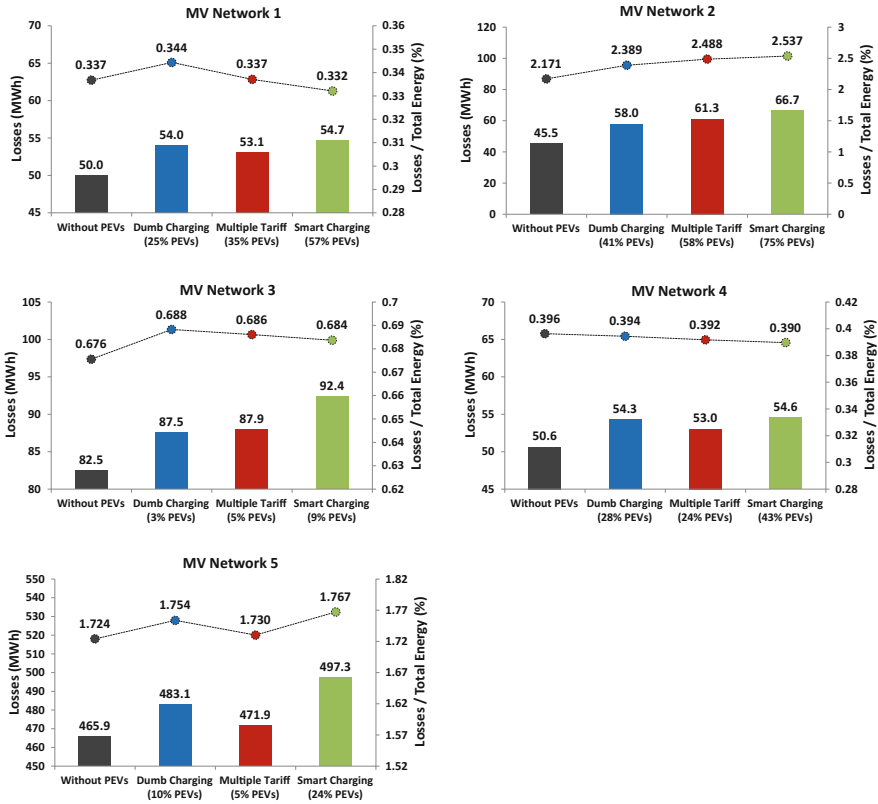 MV Network 1
Losses (MWh)
70
65
60
55
50
45
0.337
0.344
0.337
0.332
50.0
54.0
53.1
54.7
0.36
0.35
0.34
0.33
0.32
0.31
0.3
0.29
0.28
Losses / Total Energy (%)
Without PEVs
Dumb Charging
(25% PEVs)
Multiple Tariff
(35% PEVs)
Smart Charging
(57% PEVs)
MV Network 2
Losses (MWh)
120
100
80
60
40
20
0
2.171
2.389
2.488
2.537
45.5
58.0
61.3
66.7
3
2.5
2
1.5
1
0.5
0
Losses / Total Energy (%)
Without PEVs
Dumb Charging
(41% PEVs)
Multiple Tariff
(58% PEVs)
Smart Charging
(75% PEVs)
MV Network 3
Losses (MWh)
105
100
95
90
85
80
0.676
0.688
0.686
0.684
82.5
87.5
87.9
92.4
0.7
0.69
0.68
0.67
0.66
0.65
0.64
0.63
0.62
Losses / Total Energy (%)
Without PEVs
Dumb Charging
(3% PEVs)
Multiple Tariff
(5% PEVs)
Smart Charging
(9% PEVs)
MV Network 4
Losses (MWh)
70
65
60
55
50
45
0.396
0.394
0.392
0.390
50.6
54.3
53.0
54.6
0.42
0.4
0.38
0.36
0.34
0.32
0.3
0.28
Losses / Total Energy (%)
Without PEVs
Dumb Charging
(28% PEVs)
Multiple Tariff
(24% PEVs)
Smart Charging
(43% PEVs)
MV Network 5
Losses (MWh)
550
540
530
520
510
500
490
480
470
460
450
1.724
1.754
1.730
1.767
465.9
483.1
471.9
497.3
1.82
1.77
1.72
1.67
1.62
1.57
1.52
Losses / Total Energy (%)
Without PEVs
Dumb Charging
(10% PEVs)
Multiple Tariff
(5% PEVs)
Smart Charging
(24% PEVs)